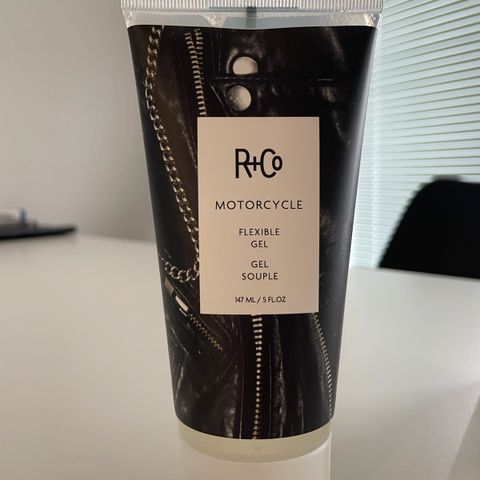 R+Co
MOTORCYCLE
FLEXIBLE
GEL
GEL
SOUPLE
147 ML / 5 FL.OZ